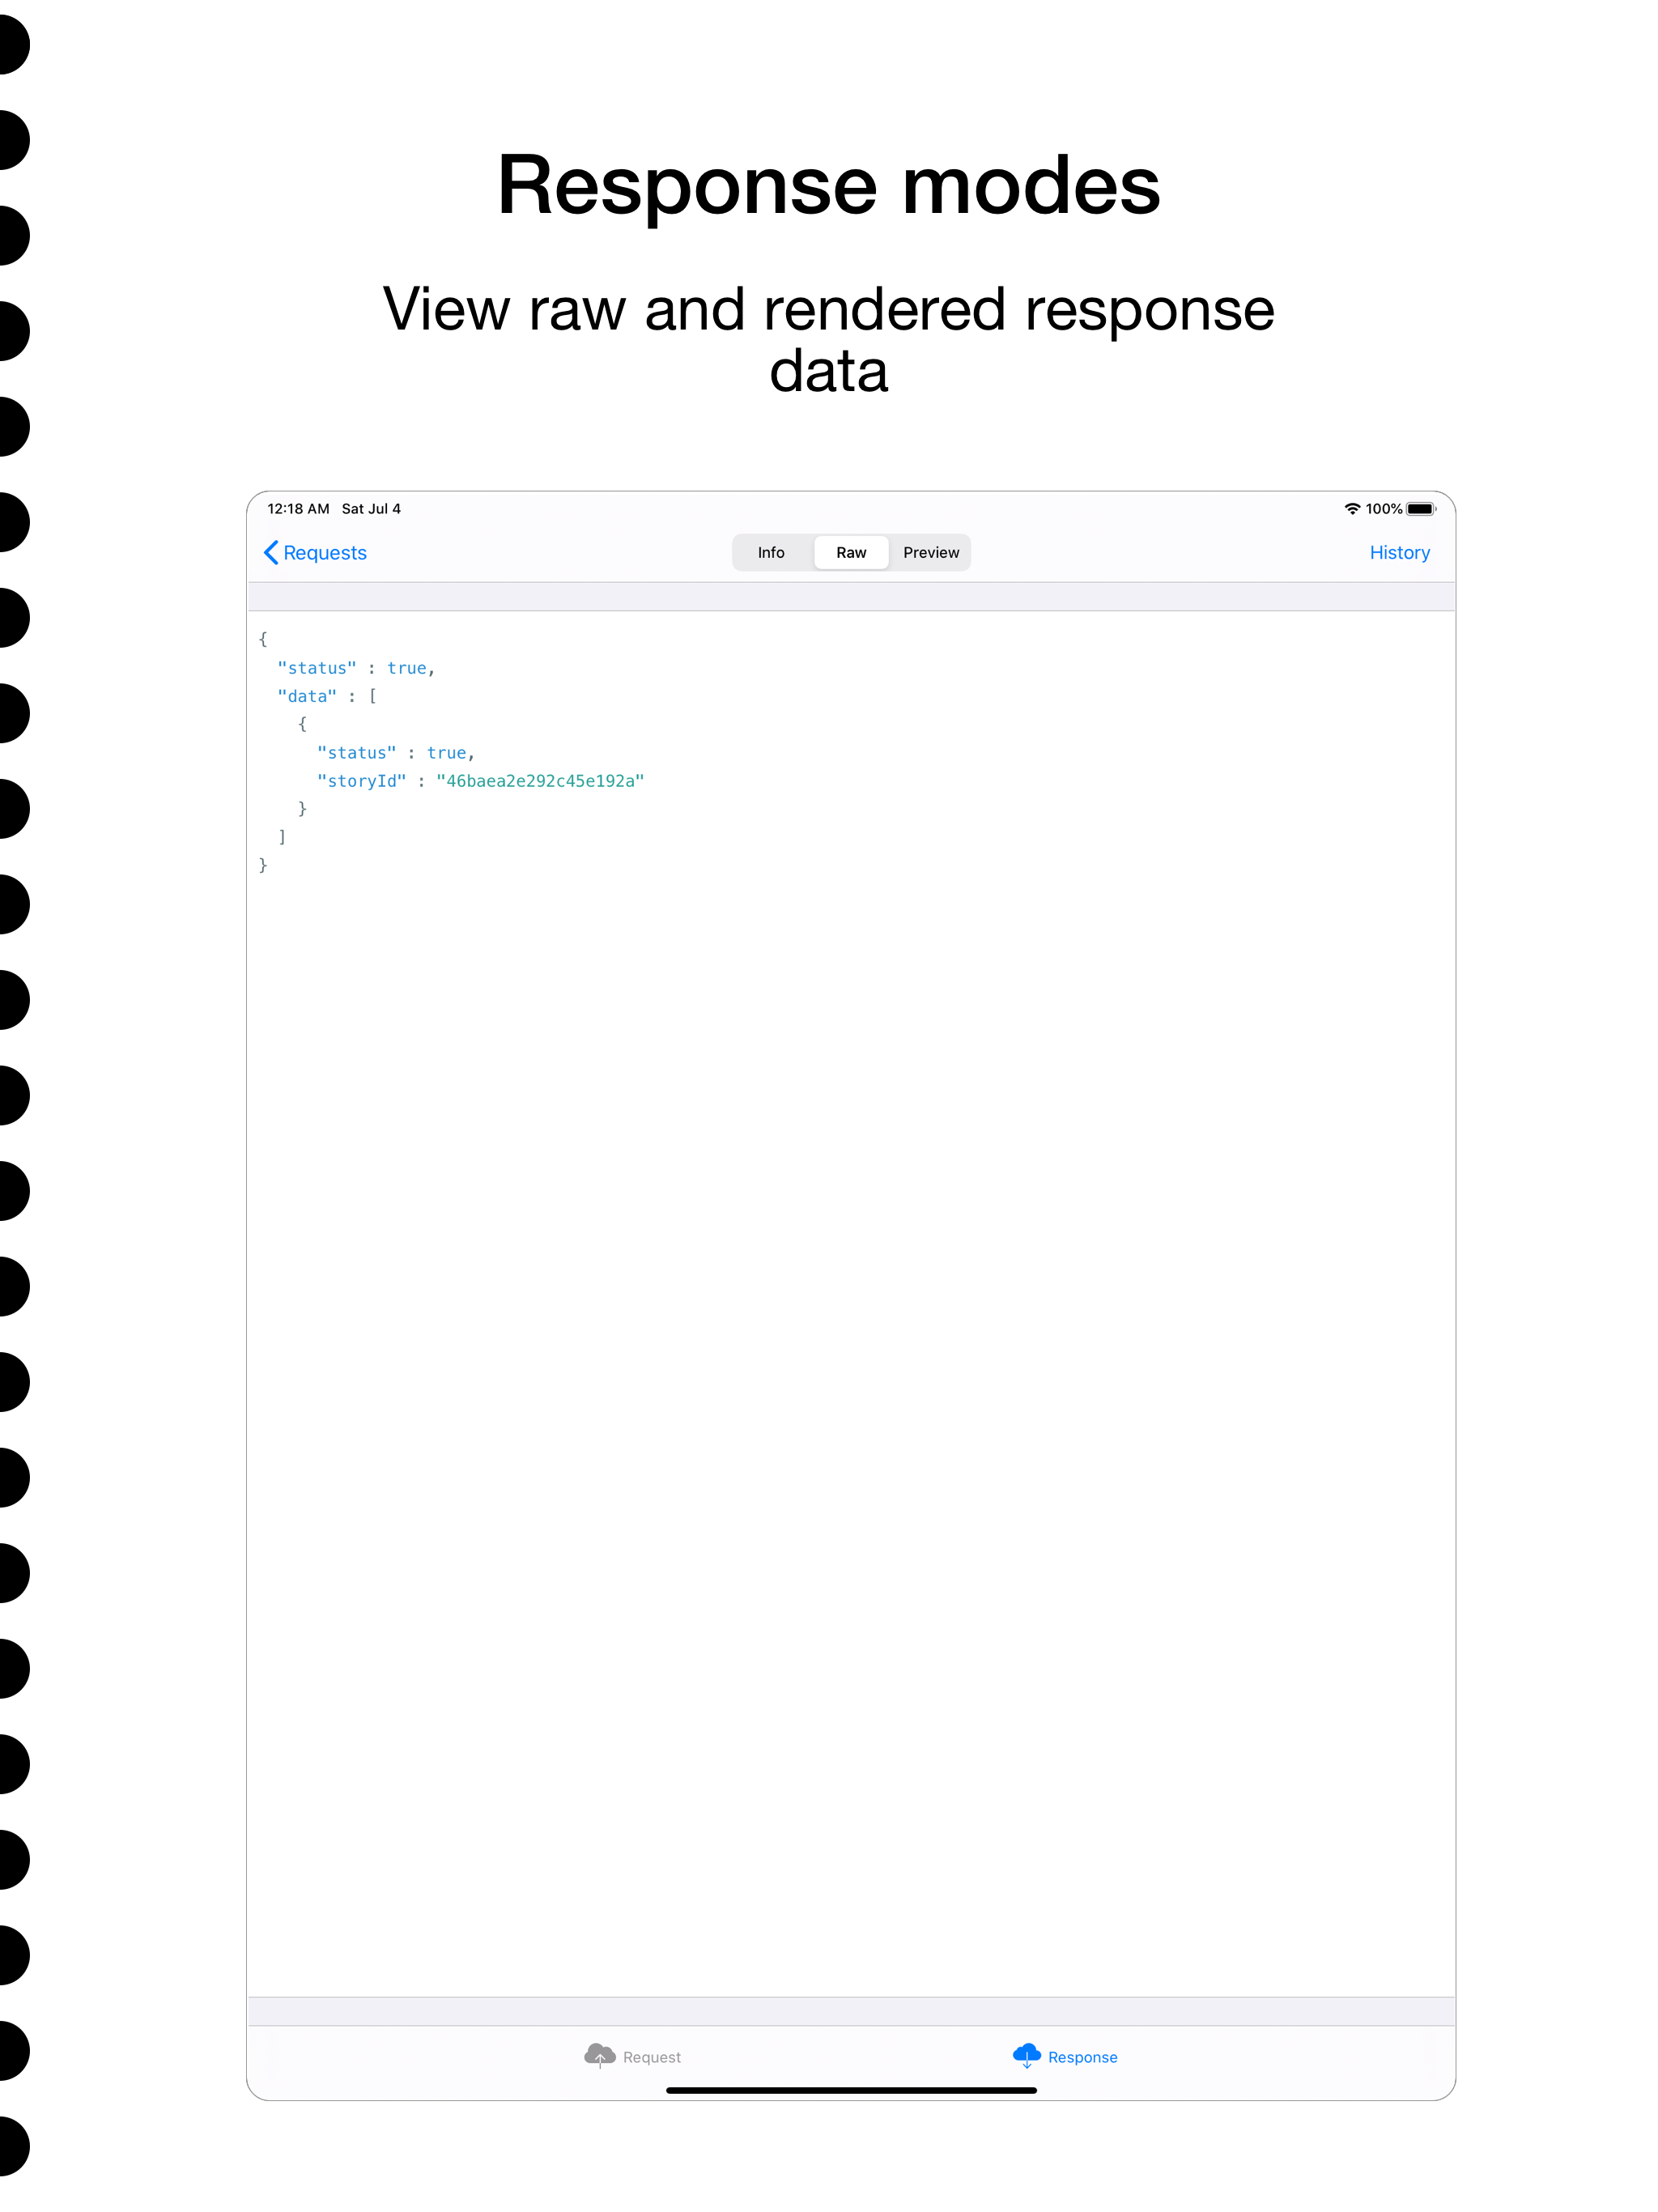 Response modes
View raw and rendered response
data
12:18 AM Sat Jul 4
100%
Requests
Info
Raw
Preview
History
{
"status" : true,
"data" : [
{
"status" : true,
"storyId" : "46baea2e292c45e192a"
}
]
}
Request
Response